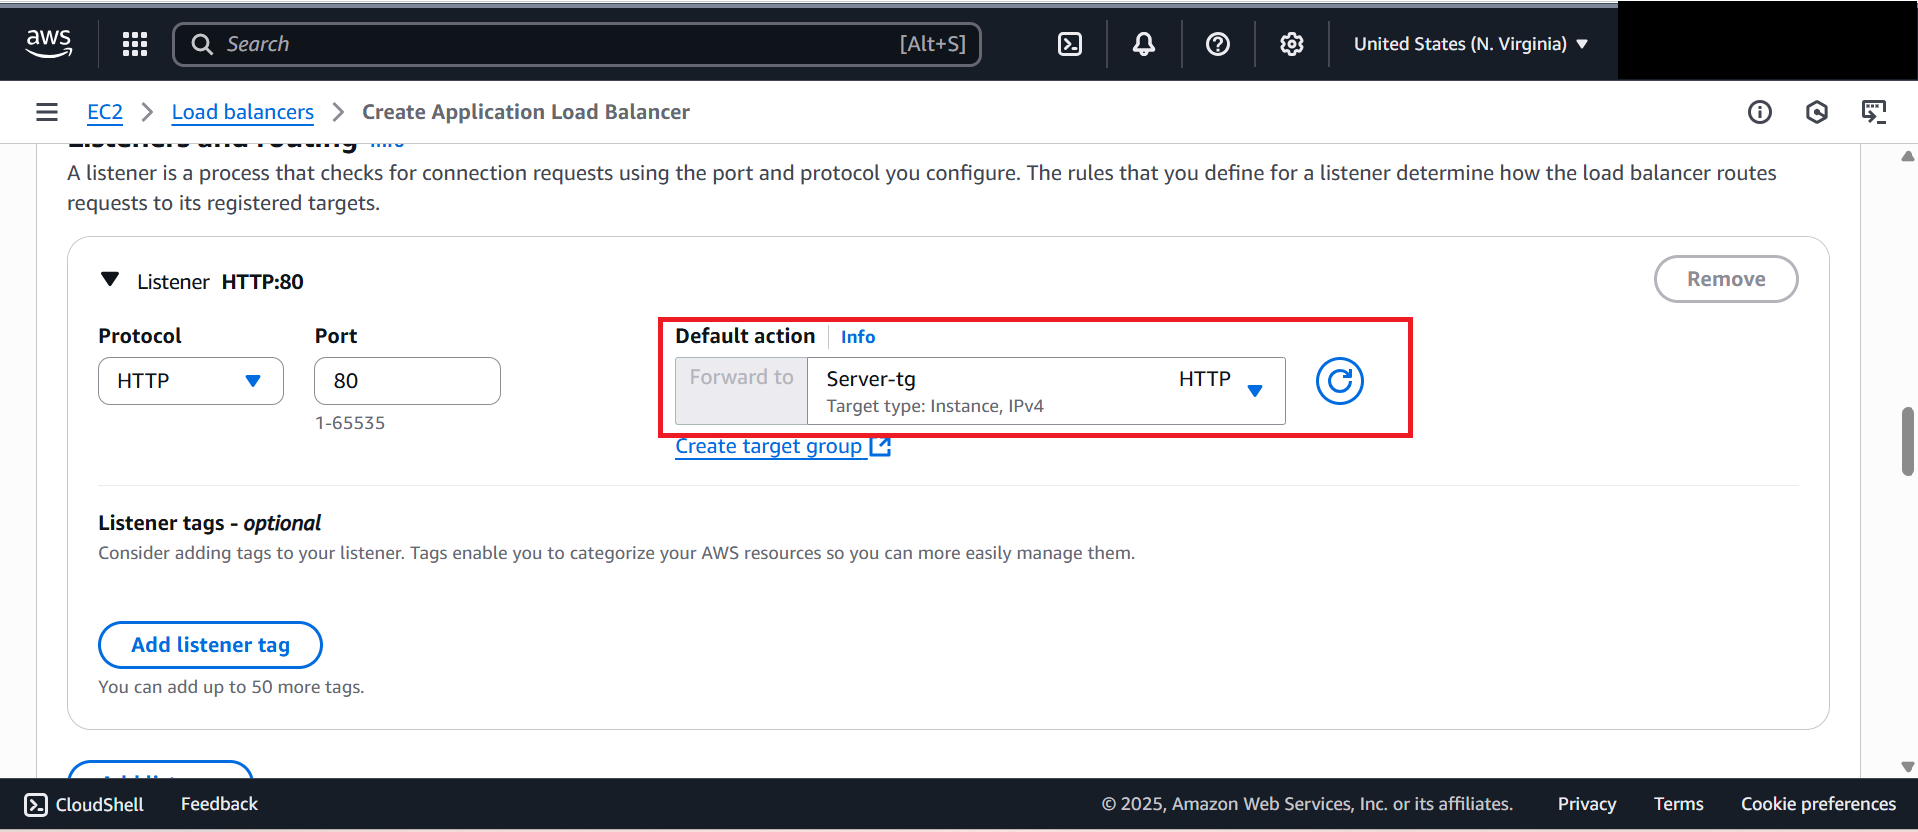 aws
Search [Alt+S]
United States (N. Virginia)
EC2 Load balancers Create Application Load Balancer
Listeners and routing Info
A listener is a process that checks for connection requests using the port and protocol you configure. The rules that you define for a listener determine how the load balancer routes
requests to its registered targets.
Listener HTTP:80
Remove
Protocol
Port
Default action Info
HTTP
80
1-65535
Forward to
Server-tg HTTP
Target type: Instance, IPv4
Create target group
Listener tags - optional
Consider adding tags to your listener. Tags enable you to categorize your AWS resources so you can more easily manage them.
Add listener tag
You can add up to 50 more tags.
CloudShell Feedback © 2025, Amazon Web Services, Inc. or its affiliates. Privacy Terms Cookie preferences